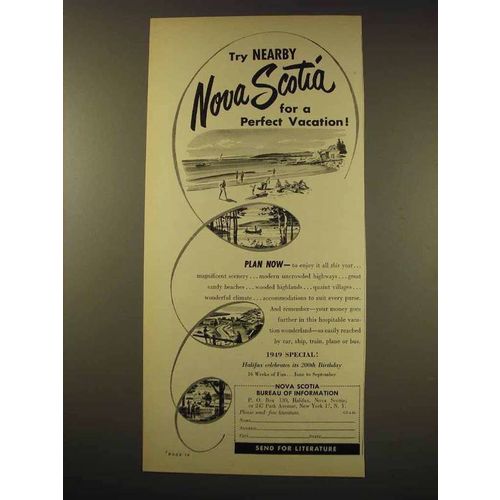 Try NEARBY
Nova Scotia
for a
Perfect Vacation!
PLAN NOW—to enjoy it all this year...
magnificent scenery...modern uncrowded highways...great
sandy beaches...wooded highlands...quaint villages...
wonderful climate...accommodations to suit every purse.
And remember—your money goes
further in this hospitable vaca-
tion wonderland—so easily reached
by car, ship, train, plane or bus.
1949 SPECIAL!
Halifax celebrates its 200th Birthday
16 Weeks of Fun...June to September
NOVA SCOTIA
BUREAU OF INFORMATION
P. O. Box 130, Halifax, Nova Scotia,
or 247 Park Avenue, New York 17, N. Y.
Please send free literature.
Name
Address
City State
SEND FOR LITERATURE